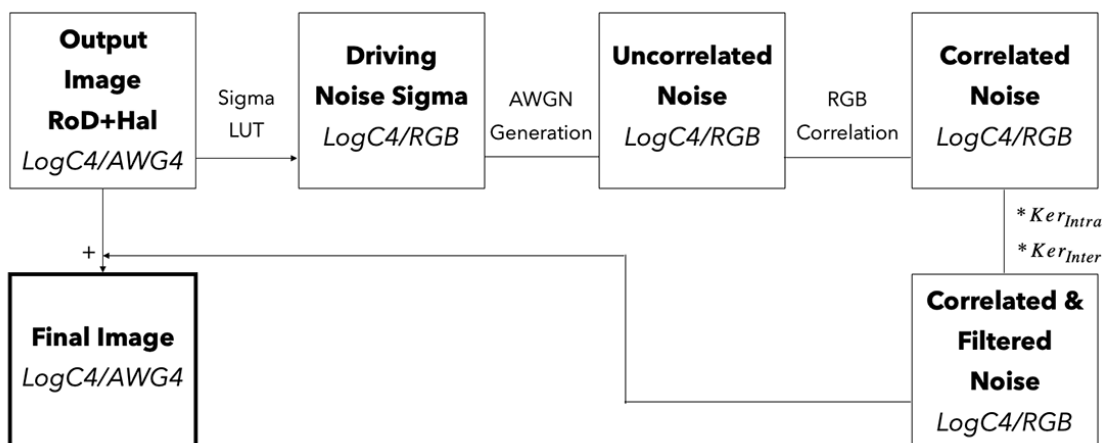 Output
Image
RoD+Hal
LogC4/AWG4
Sigma
LUT
Driving
Noise Sigma
LogC4/RGB
AWGN
Generation
Uncorrelated
Noise
LogC4/RGB
RGB
Correlation
Correlated
Noise
LogC4/RGB
* Ker_Intra
* Ker_Inter
Correlated &
Filtered
Noise
LogC4/RGB
+
Final Image
LogC4/AWG4